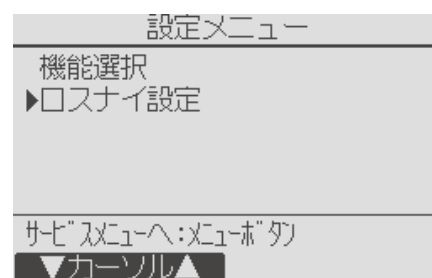 設定メニュー
機能選択
▶ロスナイ設定
ｻｰﾋﾞｽﾒﾆｭｰへ:ﾒﾆｭｰﾎﾞﾀﾝ
▼カーソル▲